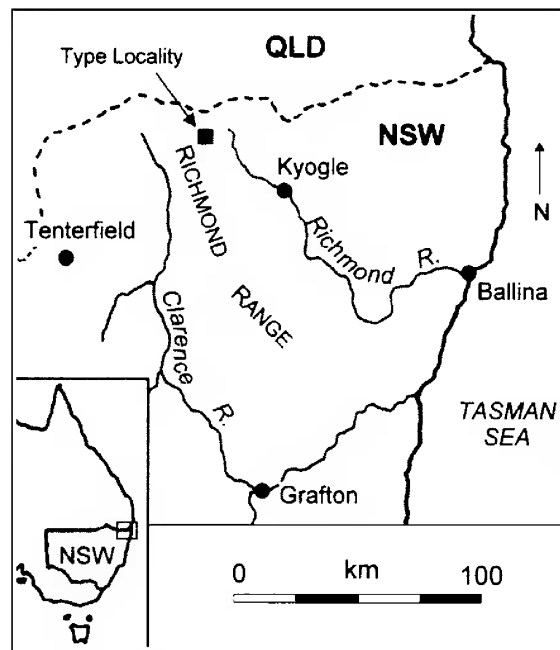 QLD
Type Locality
NSW
Kyogle
N
RICHMOND
RANGE
Tenterfield
Richmond R.
Ballina
Clarence R.
TASMAN
SEA
Grafton
NSW
0 km 100